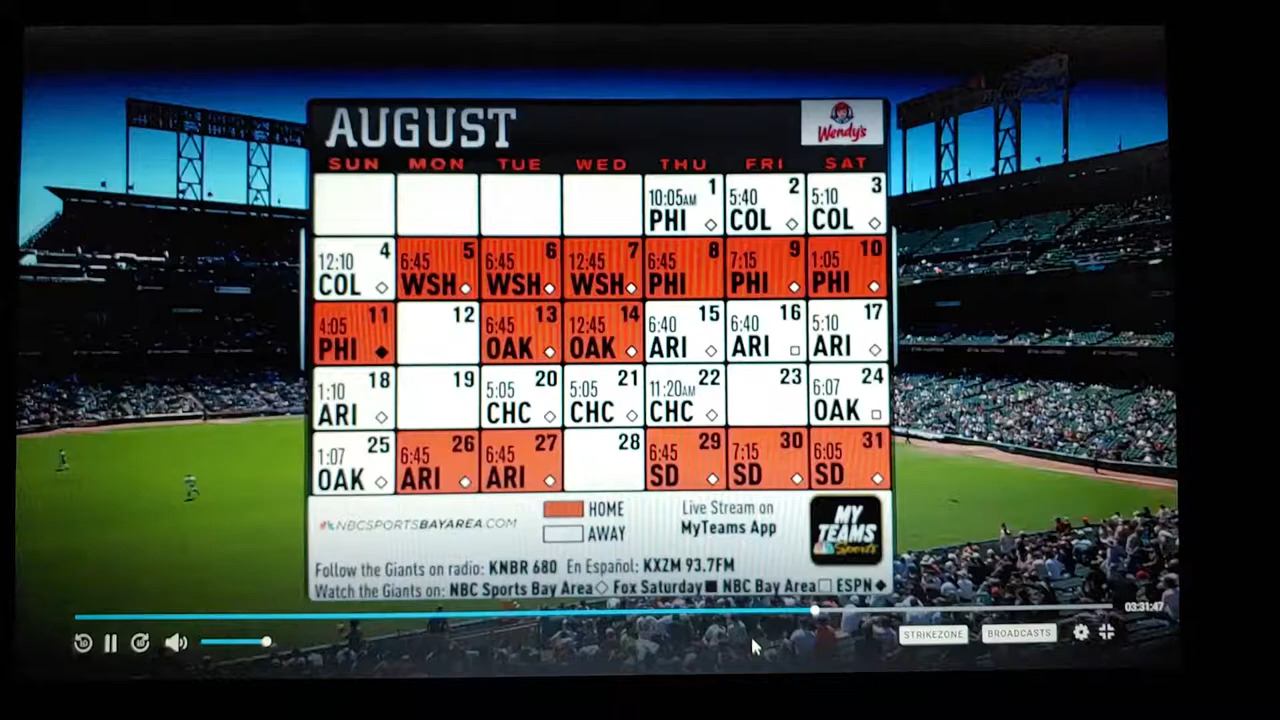 AUGUST
Wendy's
SUN MON TUE WED THU FRI SAT
10:05AM 1 PHI ◇
5:40 2 COL ◇
5:10 3 COL ◇
12:10 4 COL ◇
6:45 5 WSH ◇
6:45 6 WSH ◇
12:45 7 WSH ◇
6:45 8 PHI
7:15 9 PHI ◇
1:05 10 PHI ◇
4:05 11 PHI ◆
12
6:45 13 OAK ◇
12:45 14 OAK ◇
6:40 15 ARI ◇
6:40 16 ARI □
5:10 17 ARI ◇
1:10 18 ARI ◇
19
5:05 20 CHC ◇
5:05 21 CHC ◇
11:20AM 22 CHC ◇
23
6:07 24 OAK □
1:07 25 OAK ◇
6:45 26 ARI ◇
6:45 27 ARI ◇
28
6:45 29 SD ◇
7:15 30 SD ◇
6:05 31 SD ◇
NBCSPORTSBAYAREA.COM
HOME
AWAY
Live Stream on
MyTeams App
MY
TEAMS
Sports
Follow the Giants on radio: KNBR 680 En Español: KXZM 93.7FM
Watch the Giants on: NBC Sports Bay Area ◇ Fox Saturday ■ NBC Bay Area □ ESPN ◆
03:31:47
STRIKEZONE
BROADCASTS